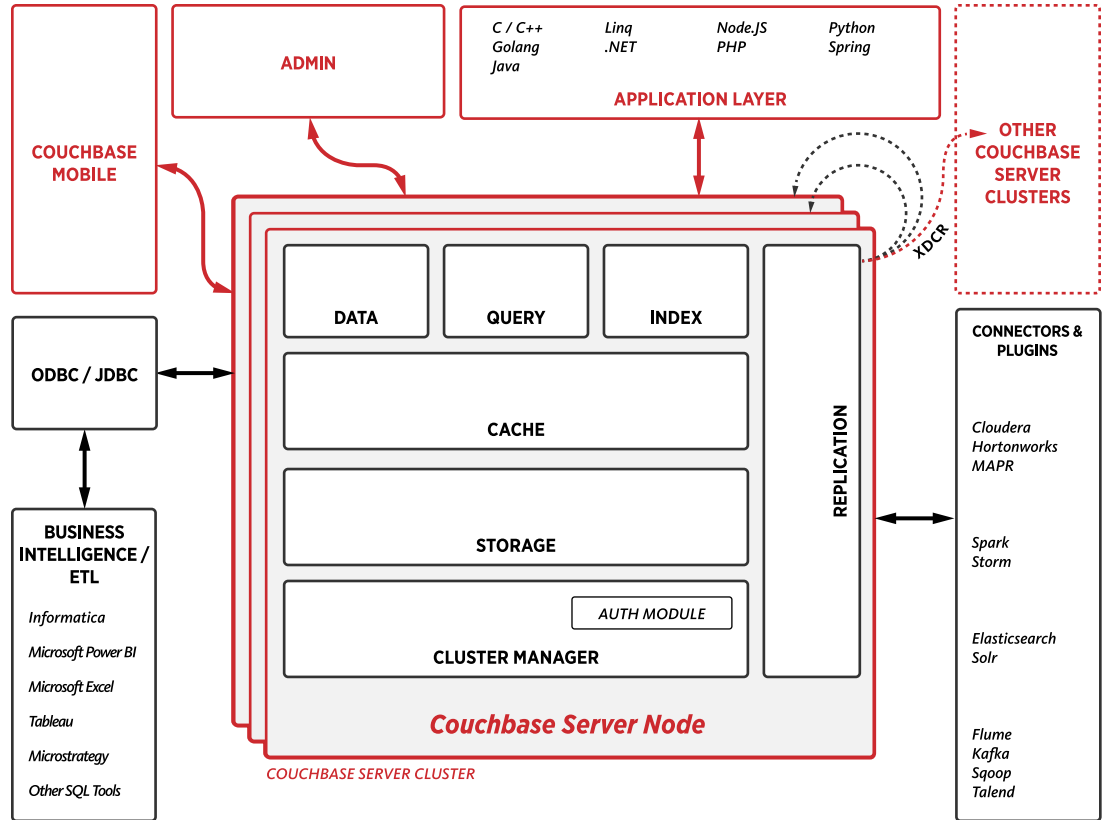 C / C++
Golang
Java
Linq
.NET
Node.JS
PHP
Python
Spring
ADMIN
APPLICATION LAYER
COUCHBASE
MOBILE
OTHER
COUCHBASE
SERVER
CLUSTERS
XDCR
DATA
QUERY
INDEX
CACHE
STORAGE
AUTH MODULE
CLUSTER MANAGER
REPLICATION
Couchbase Server Node
COUCHBASE SERVER CLUSTER
ODBC / JDBC
BUSINESS
INTELLIGENCE /
ETL
Informatica
Microsoft Power BI
Microsoft Excel
Tableau
Microstrategy
Other SQL Tools
CONNECTORS &
PLUGINS
Cloudera
Hortonworks
MAPR
Spark
Storm
Elasticsearch
Solr
Flume
Kafka
Sqoop
Talend